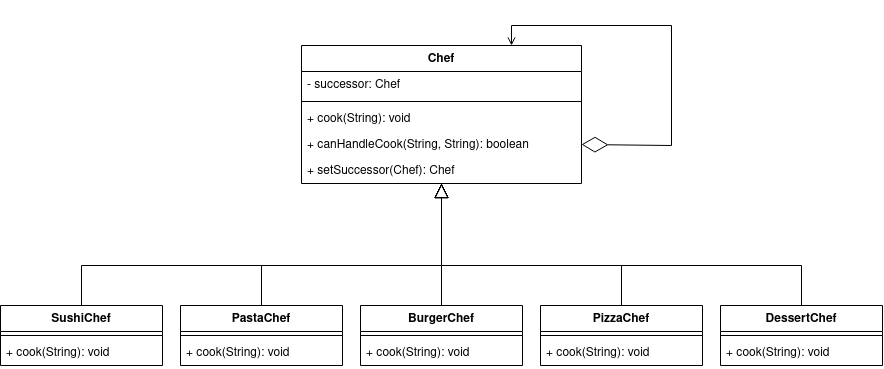 Chef
- successor: Chef
+ cook(String): void
+ canHandleCook(String, String): boolean
+ setSuccessor(Chef): Chef
SushiChef
+ cook(String): void
PastaChef
+ cook(String): void
BurgerChef
+ cook(String): void
PizzaChef
+ cook(String): void
DessertChef
+ cook(String): void